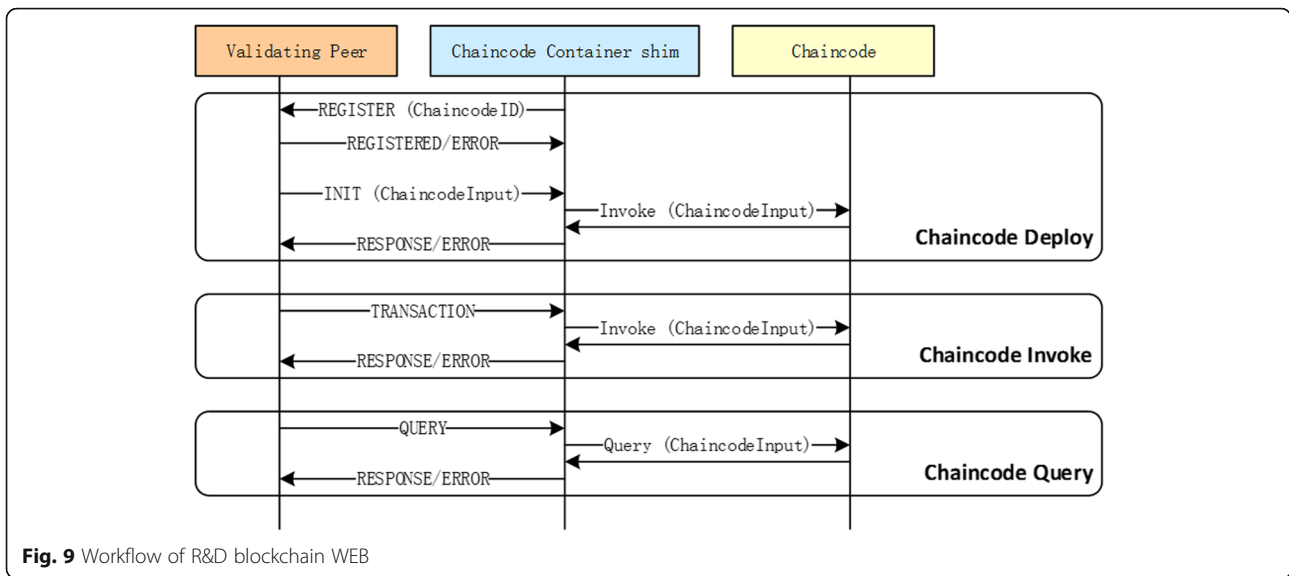 Validating Peer
Chaincode Container shim
Chaincode
REGISTER (ChaincodeID)
REGISTERED/ERROR
INIT (ChaincodeInput)
Invoke (ChaincodeInput)
RESPONSE/ERROR
Chaincode Deploy
TRANSACTION
Invoke (ChaincodeInput)
RESPONSE/ERROR
Chaincode Invoke
QUERY
Query (ChaincodeInput)
RESPONSE/ERROR
Chaincode Query
Fig. 9 Workflow of R&D blockchain WEB